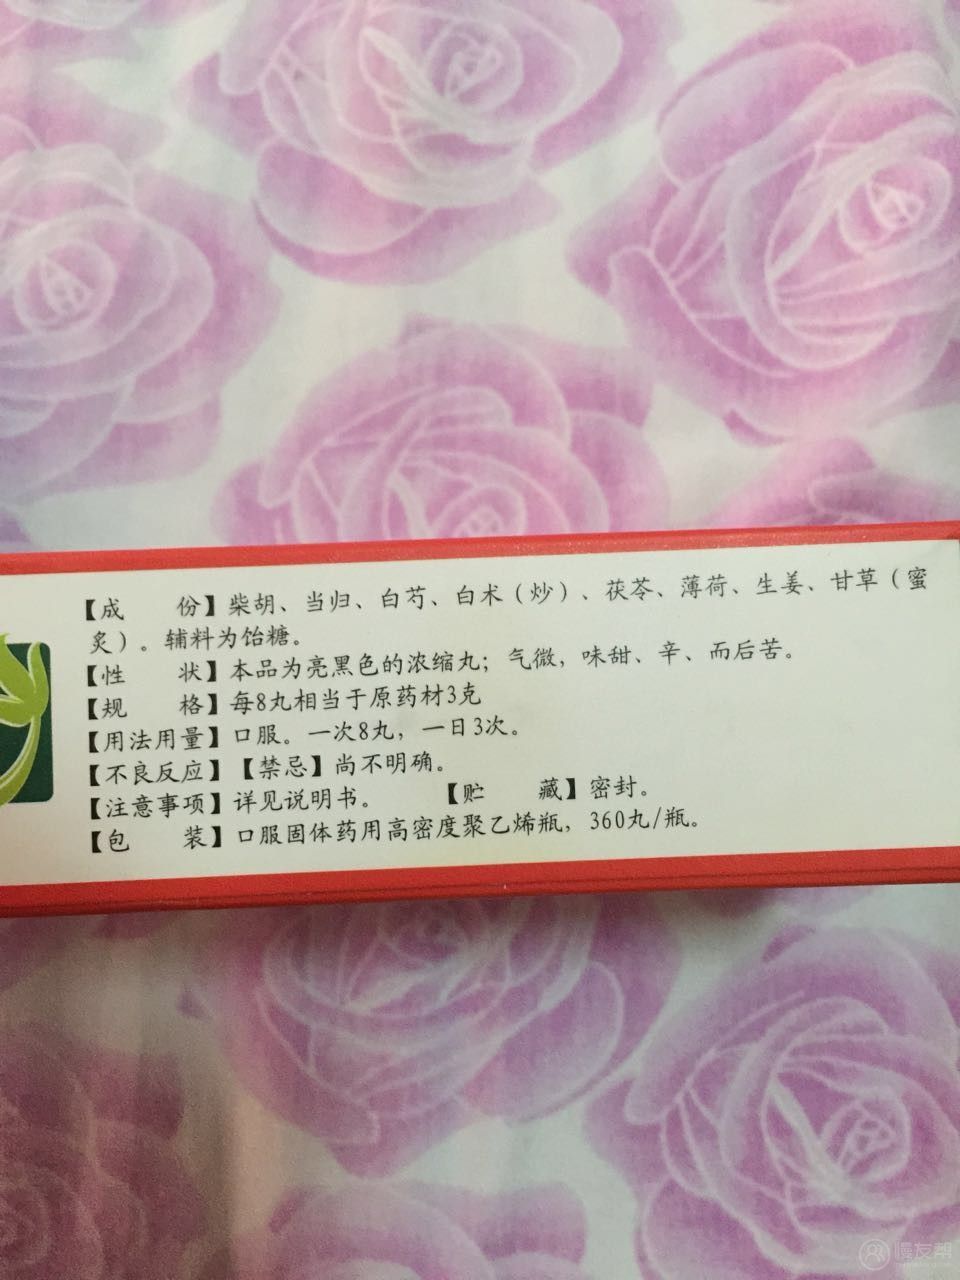 【成 份】柴胡、当归、白芍、白术（炒）、茯苓、薄荷、生姜、甘草（蜜
炙）。辅料为饴糖。
【性 状】本品为亮黑色的浓缩丸；气微，味甜、辛、而后苦。
【规 格】每8丸相当于原药材3克
【用法用量】口服。一次8丸，一日3次。
【不良反应】【禁忌】尚不明确。
【注意事项】详见说明书。 【贮 藏】密封。
【包 装】口服固体药用高密度聚乙烯瓶，360丸/瓶。
慢友帮